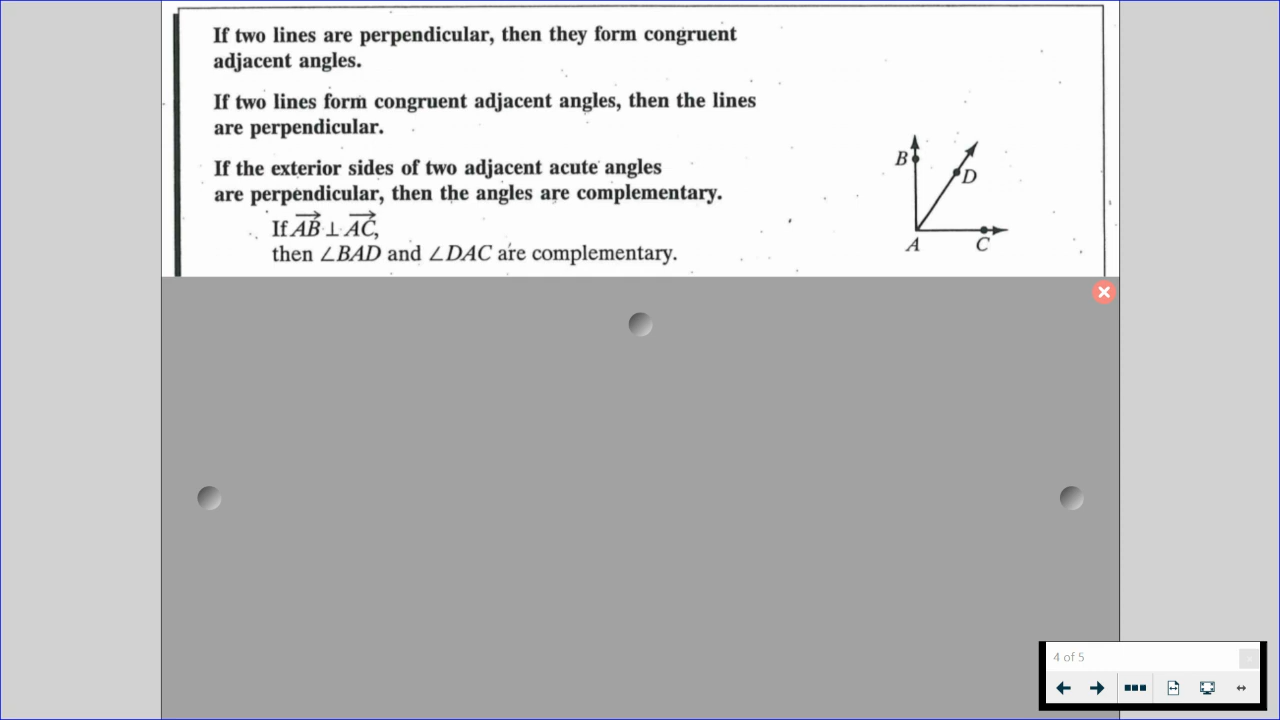 If two lines are perpendicular, then they form congruent
adjacent angles.
If two lines form congruent adjacent angles, then the lines
are perpendicular.
If the exterior sides of two adjacent acute angles
are perpendicular, then the angles are complementary.
If AB ⊥ AC,
then ∠BAD and ∠DAC are complementary.
B
D
A
C
4 of 5